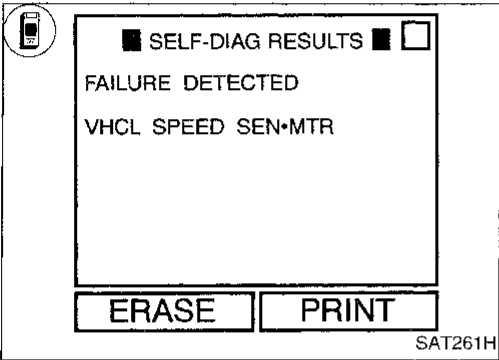 ■ SELF-DIAG RESULTS ■ □
FAILURE DETECTED
VHCL SPEED SEN•MTR
ERASE PRINT
SAT261H